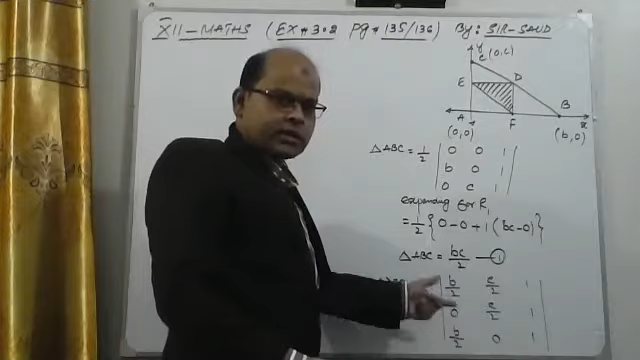 XII - MATHS ( EX # 3.2 Pg # 135/136) By: SIR-SAUD
Y
C (0,C)
E D
A F B X
(0,0) (b,0)
△ABC = 1/2 | 0 0 1 |
| b 0 1 |
| 0 c 1 |
expanding for R1
= 1/2 { 0 - 0 + 1 (bc - 0) }
△ABC = bc/2 — 1
| b/2 c/2 1 |
| 0 c/2 1 |
| b/2 0 1 |